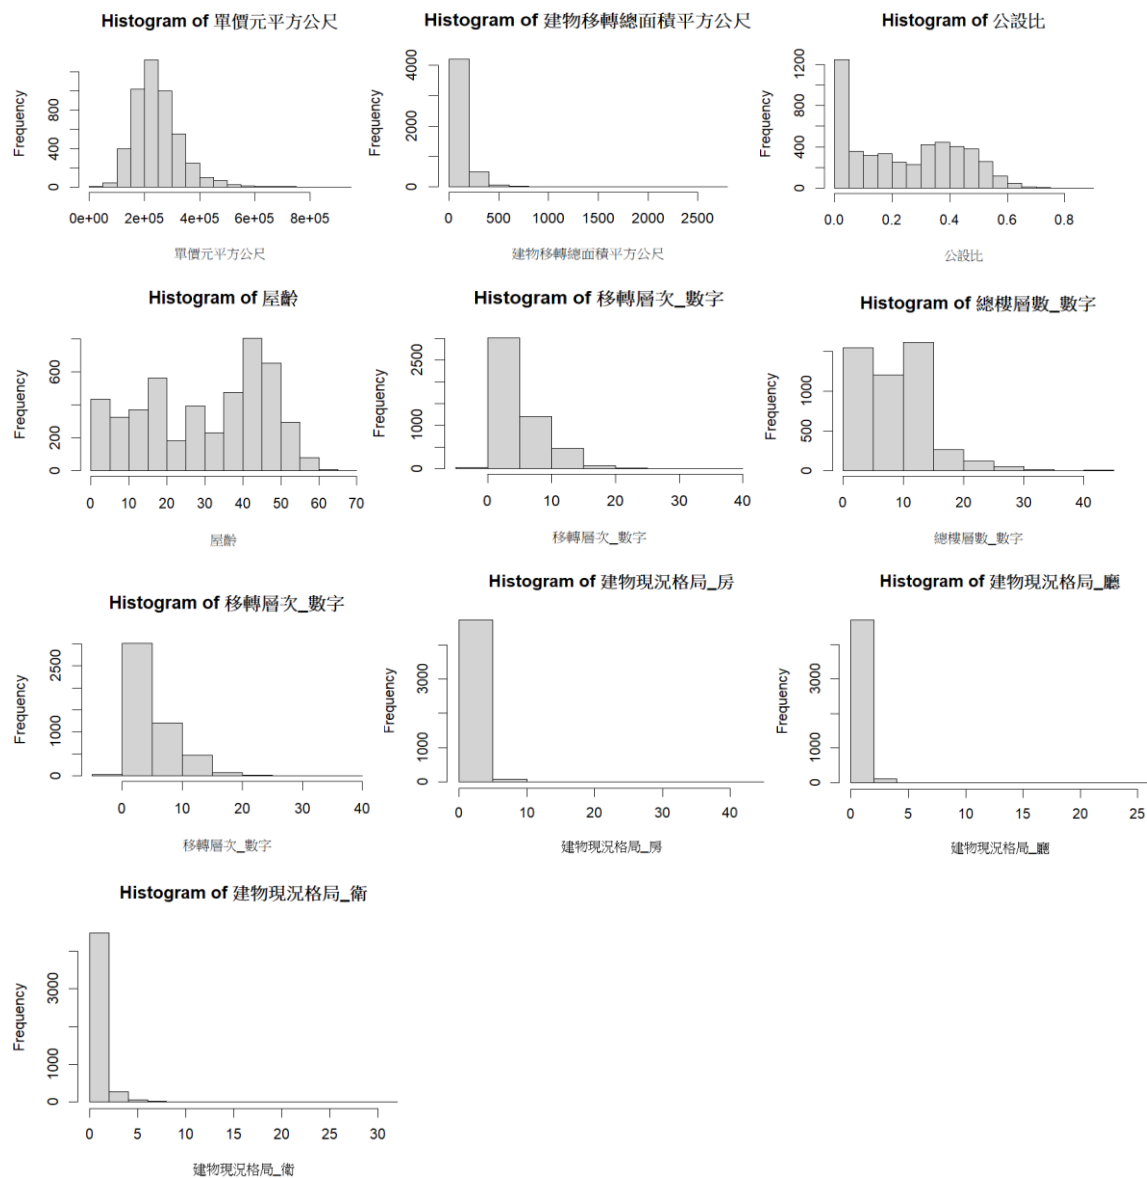 Histogram of 單價元平方公尺
Frequency
800
400
0
0e+00 2e+05 4e+05 6e+05 8e+05
單價元平方公尺
Histogram of 建物移轉總面積平方公尺
Frequency
4000
2000
0
0 500 1000 1500 2000 2500
建物移轉總面積平方公尺
Histogram of 公設比
Frequency
1200
800
400
0
0.0 0.2 0.4 0.6 0.8
公設比
Histogram of 屋齡
Frequency
600
200
0
0 10 20 30 40 50 60 70
屋齡
Histogram of 移轉層次_數字
Frequency
2500
1000
0
0 10 20 30 40
移轉層次_數字
Histogram of 總樓層數_數字
Frequency
1000
500
0
0 10 20 30 40
總樓層數_數字
Histogram of 移轉層次_數字
Frequency
2500
1000
0
0 10 20 30 40
移轉層次_數字
Histogram of 建物現況格局_房
Frequency
3000
1000
0
0 10 20 30 40
建物現況格局_房
Histogram of 建物現況格局_廳
Frequency
3000
1000
0
0 5 10 15 20 25
建物現況格局_廳
Histogram of 建物現況格局_衛
Frequency
3000
1000
0
0 5 10 15 20 25 30
建物現況格局_衛